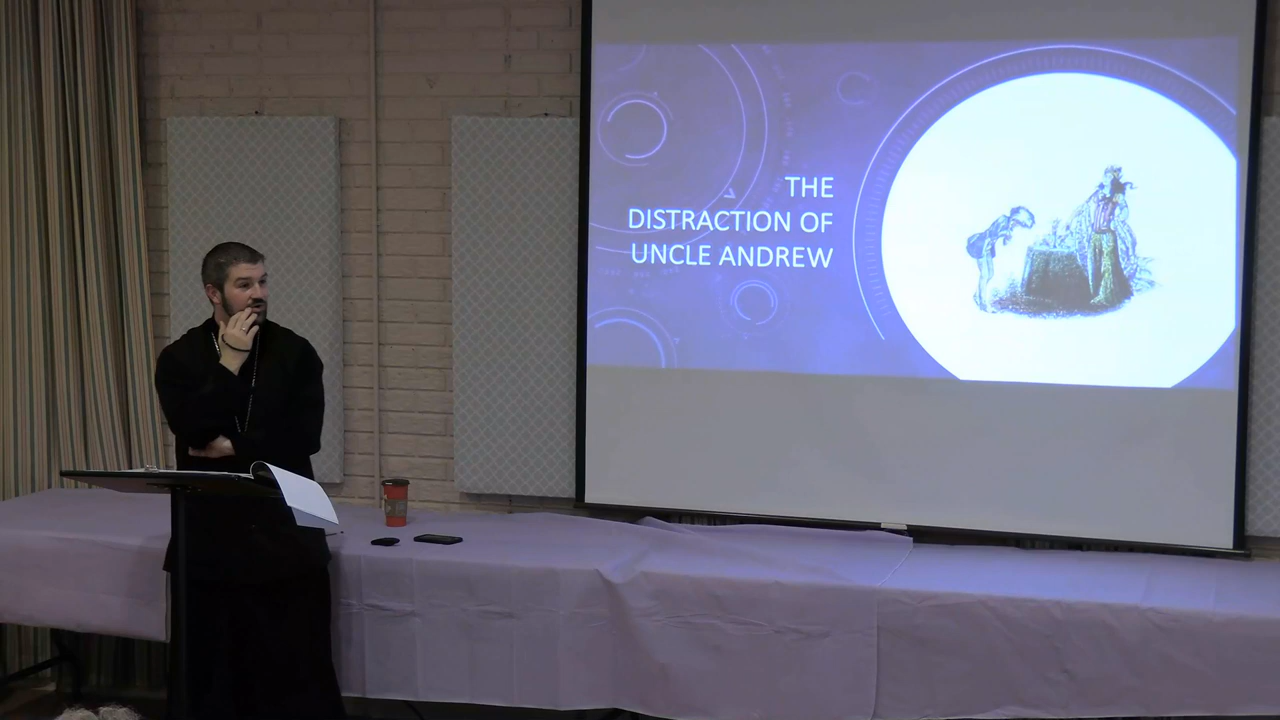 THE
DISTRACTION OF
UNCLE ANDREW